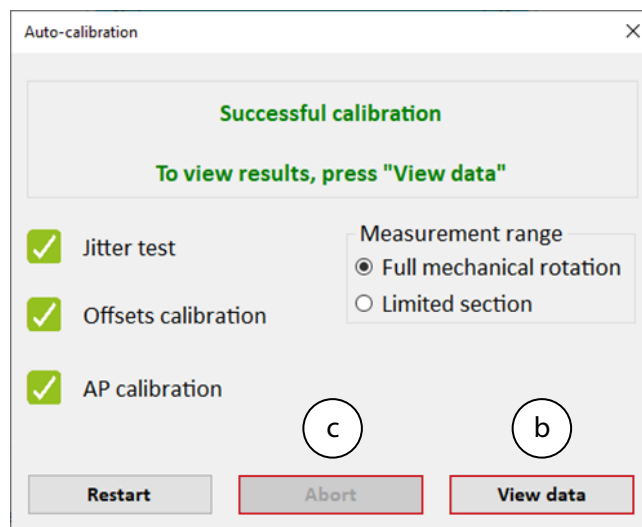 Auto-calibration
Successful calibration
To view results, press "View data"
Jitter test
Offsets calibration
AP calibration
Measurement range
Full mechanical rotation
Limited section
c
b
Restart
Abort
View data